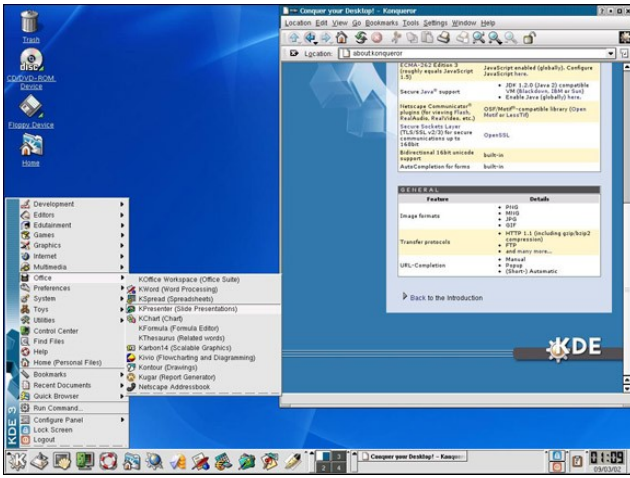 Trash
CD/DVD-ROM
Device
Floppy Device
Home
Conquer your Desktop! - Konqueror
Location Edit View Go Bookmarks Tools Settings Window Help
Location: about:konqueror
ECMA-262 Edition 3
(roughly equals JavaScript
1.5)
JavaScript enabled (globally). Configure
JavaScript here.
Secure Java® support
JDK 1.2.0 (Java 2) compatible
VM (Blackdown, IBM or Sun)
Enable Java (globally) here.
Netscape Communicator®
plugins (for viewing Flash,
RealAudio, RealVideo, etc.)
OSF/Motif®-compatible library (Open
Motif or LessTif)
Secure Sockets Layer
(TLS/SSL v2/3) for secure
communications up to
168bit
OpenSSL
Bidirectional 16bit unicode
support
built-in
AutoCompletion for forms
built-in
GENERAL
Feature Details
Image formats
PNG
MNG
JPG
GIF
Transfer protocols
HTTP 1.1 (including gzip/bzip2
compression)
FTP
and many more...
URL-Completion
Manual
Popup
(Short-) Automatic
Back to the Introduction
KDE
KDE 3
Development
Editors
Edutainment
Games
Graphics
Internet
Multimedia
Office
Preferences
System
Toys
Utilities
Control Center
Find Files
Help
Home (Personal Files)
Bookmarks
Recent Documents
Quick Browser
Run Command...
Configure Panel
Lock Screen
Logout
KOffice Workspace (Office Suite)
KWord (Word Processing)
KSpread (Spreadsheets)
KPresenter (Slide Presentations)
KChart (Chart)
KFormula (Formula Editor)
KThesaurus (Related words)
Karbon14 (Scalable Graphics)
Kivio (Flowcharting and Diagramming)
Kontour (Drawings)
Kugar (Report Generator)
Netscape Addressbook
3
2 4
Conquer your Desktop! - Konquer
01:09
09/03/02